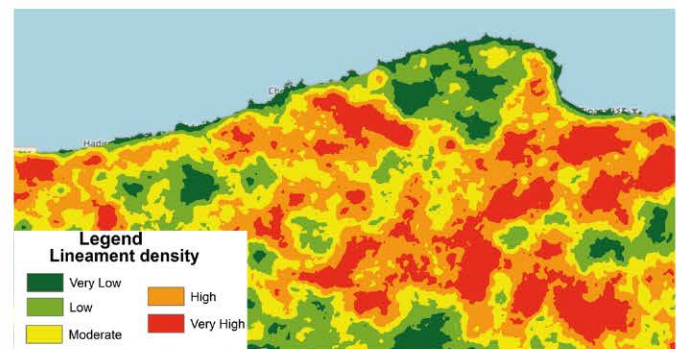 Legend
Lineament density
Very Low
Low
Moderate
High
Very High